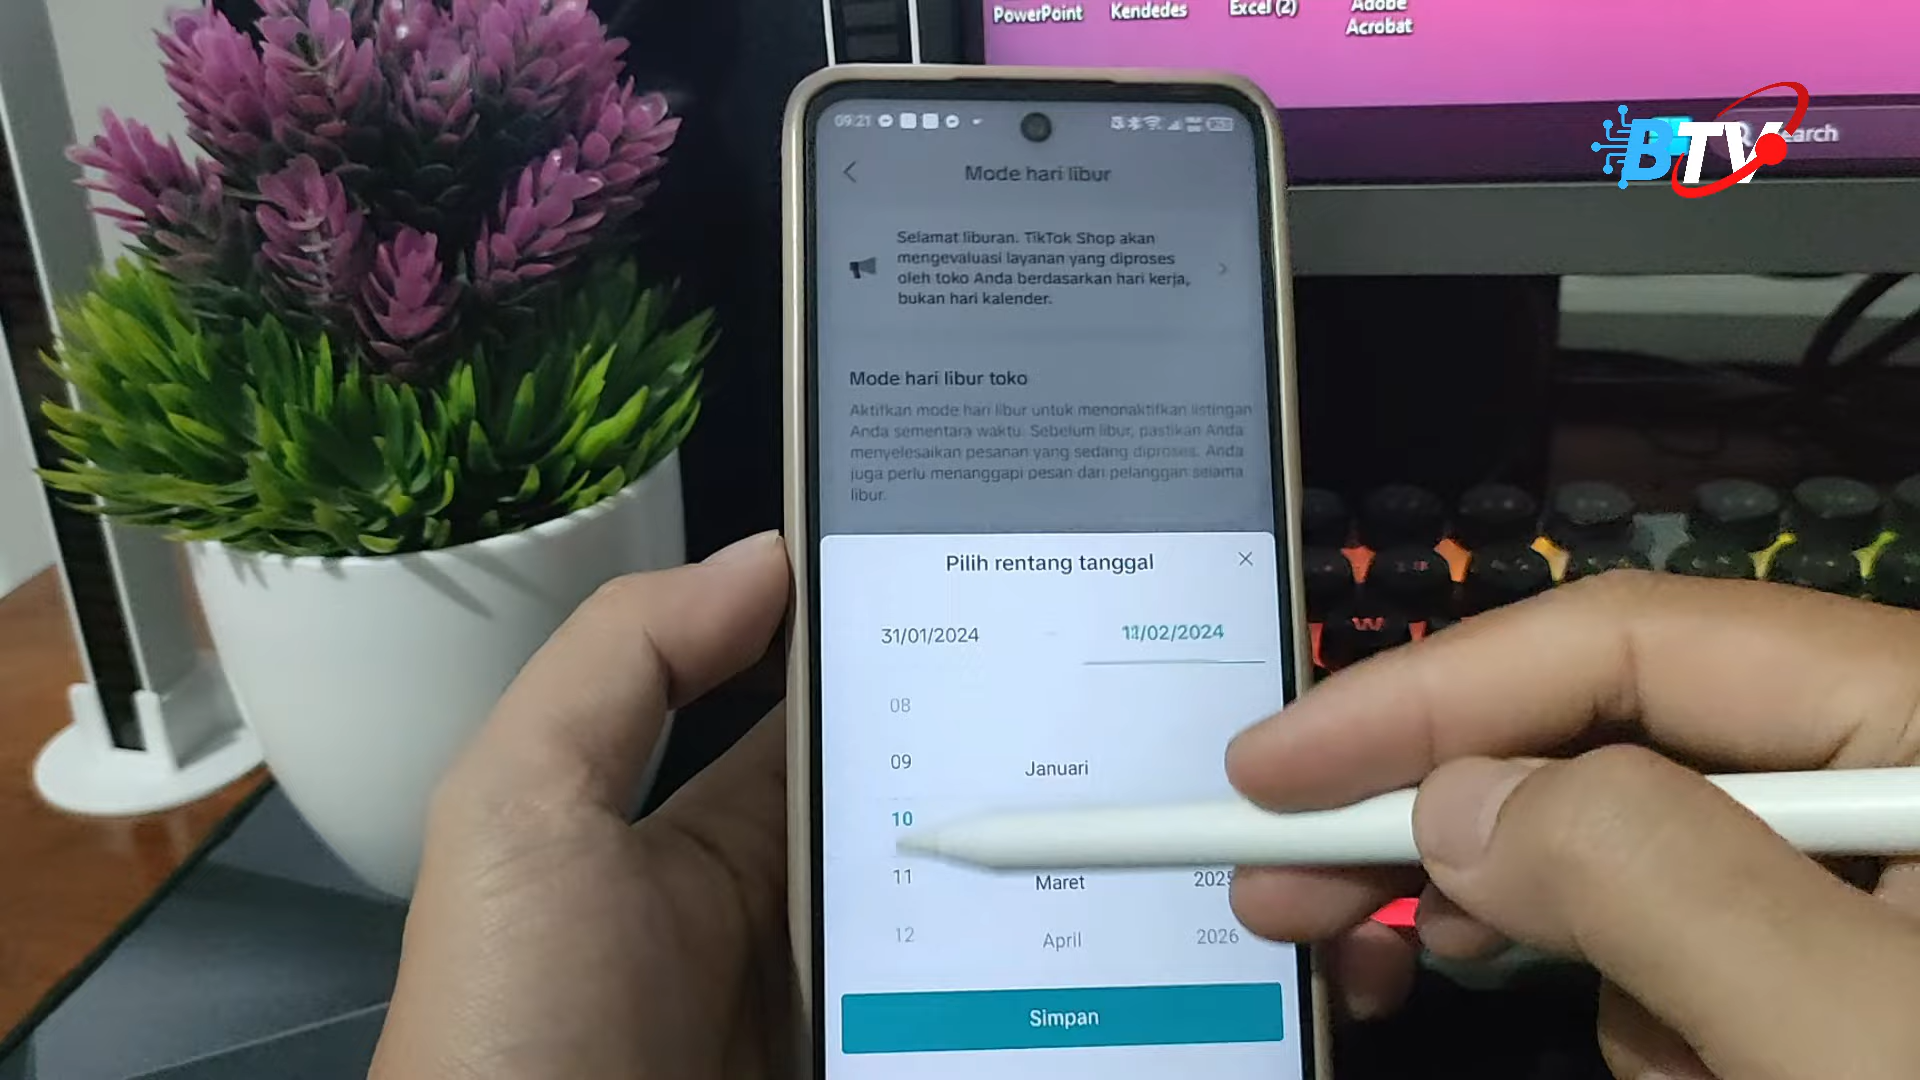 PowerPoint
Kendedes
Excel (2)
Adobe
Acrobat
BTV
earch
09:21
Mode hari libur
Selamat liburan. TikTok Shop akan
mengevaluasi layanan yang diproses
oleh toko Anda berdasarkan hari kerja,
bukan hari kalender.
Mode hari libur toko
Aktifkan mode hari libur untuk menonaktifkan listingan
Anda sementara waktu. Sebelum libur, pastikan Anda
menyelesaikan pesanan yang sedang diproses. Anda
juga perlu menanggapi pesan dari pelanggan selama
libur.
Pilih rentang tanggal
31/01/2024
/02/2024
08
09 Januari
10
11 Maret 2025
12 April 2026
Simpan
W